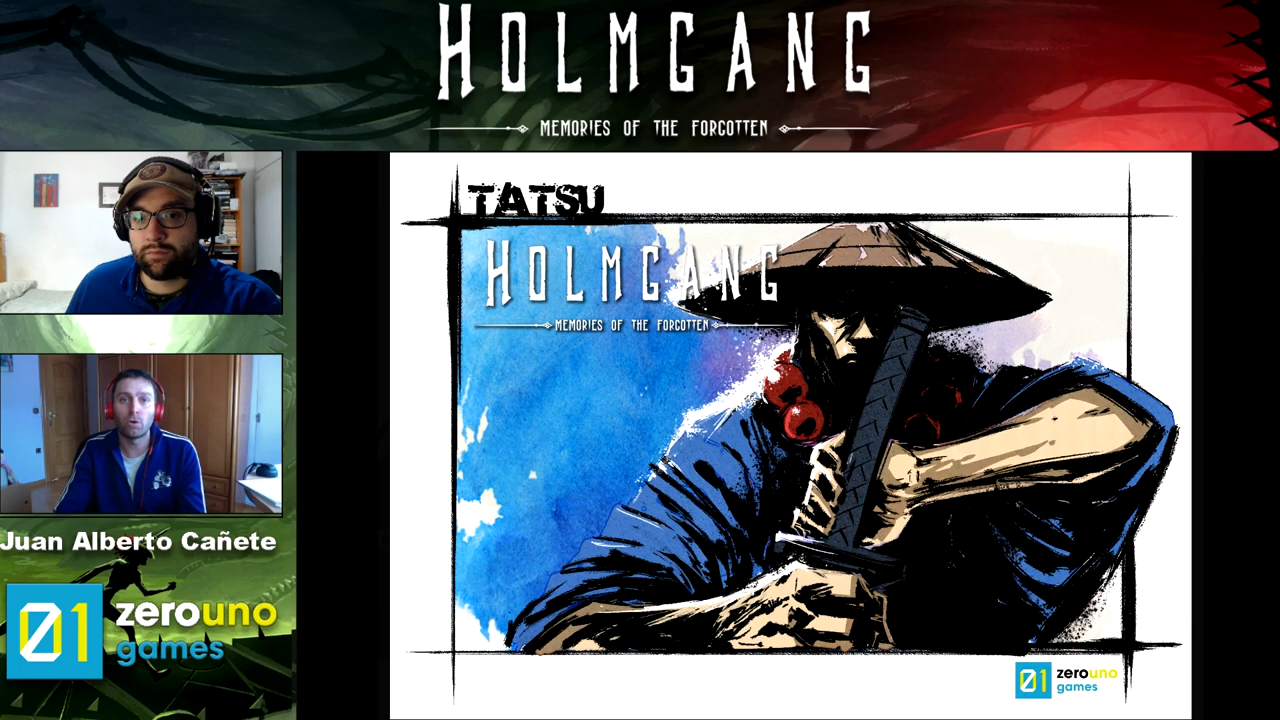 HOLMGANG
MEMORIES OF THE FORGOTTEN
TATSU
HOLMGANG
MEMORIES OF THE FORGOTTEN
Juan Alberto Cañete
01 zerouno
games
01 zerouno
games